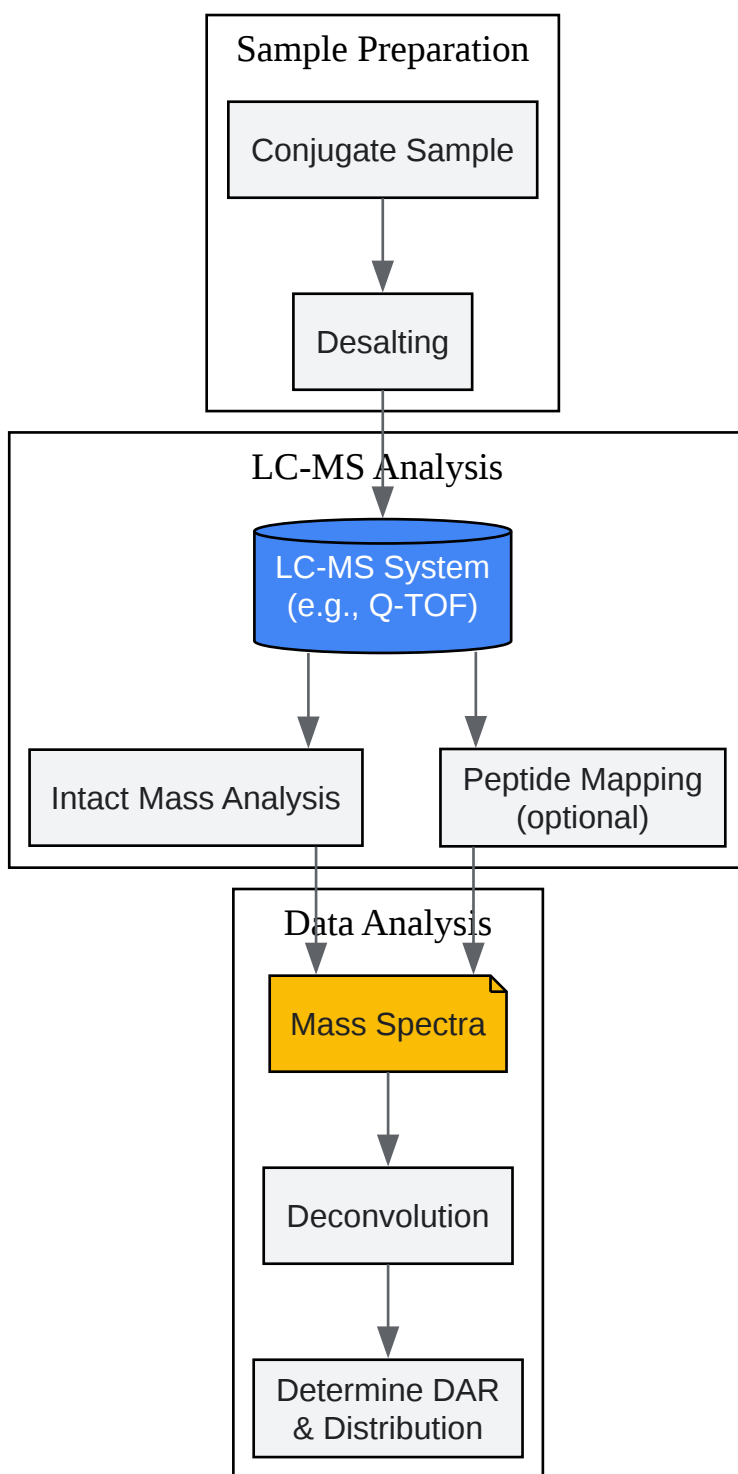 Sample Preparation
Conjugate Sample
Desalting
LC-MS Analysis
LC-MS System
(e.g., Q-TOF)
Intact Mass Analysis
Peptide Mapping
(optional)
Data Analysis
Mass Spectra
Deconvolution
Determine DAR
& Distribution